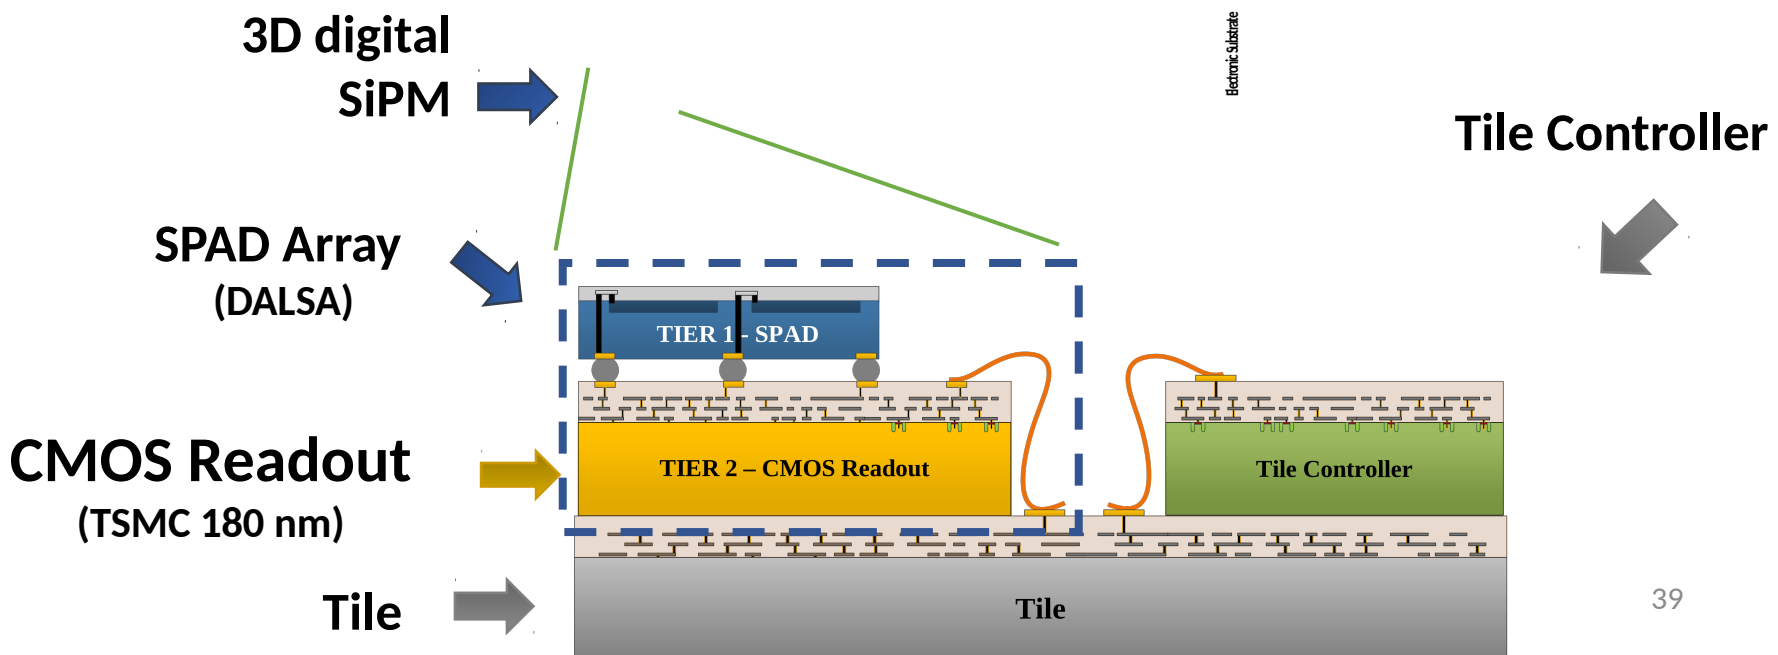 3D digital
SiPM
Electronic Substrate
Tile Controller
SPAD Array
(DALSA)
TIER 1 - SPAD
CMOS Readout
(TSMC 180 nm)
TIER 2 – CMOS Readout
Tile Controller
Tile
Tile
39